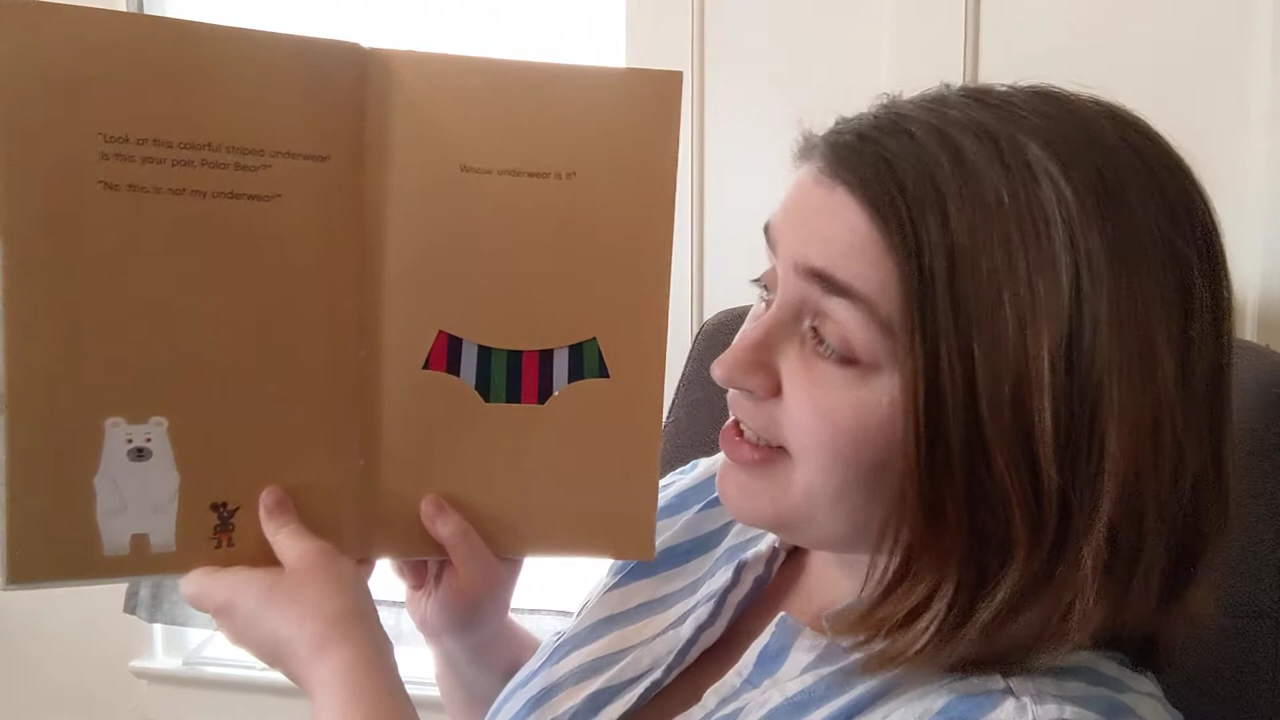 "Look at this colorful striped underwear!
Is this your pair, Polar Bear?"
"No, this is not my underwear."
Whose underwear is it?